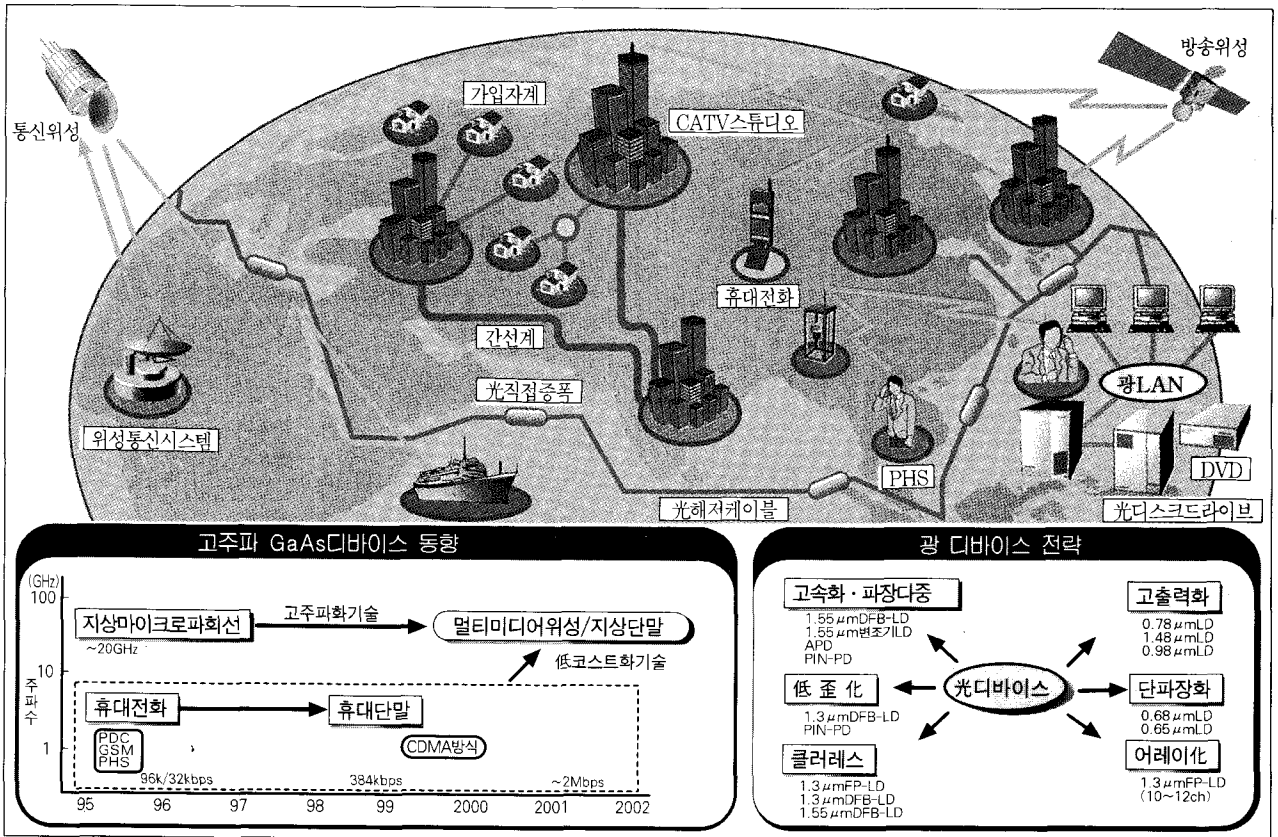 통신위성
방송위성
가입자계
CATV스튜디오
휴대전화
간선계
光직접증폭
위성통신시스템
光해저케이블
PHS
광LAN
DVD
光디스크드라이브
고주파 GaAs디바이스 동향
(GHz)
100
10
1
주파수
지상마이크로파회선
~20GHz
고주파화기술
멀티미디어위성/지상단말
低코스트화기술
휴대전화
휴대단말
PDC
GSM
PHS
CDMA방식
96k/32kbps
384kbps
~2Mbps
95 96 97 98 99 2000 2001 2002
광 디바이스 전략
고속화·파장다중
1.55μmDFB-LD
1.55μm변조기LD
APD
PIN-PD
低歪化
1.3μmDFB-LD
PIN-PD
클러레스
1.3μmFP-LD
1.3μmDFB-LD
1.55μmDFB-LD
光디바이스
고출력화
0.78μmLD
1.48μmLD
0.98μmLD
단파장화
0.68μmLD
0.65μmLD
어레이化
1.3μmFP-LD
(10~12ch)